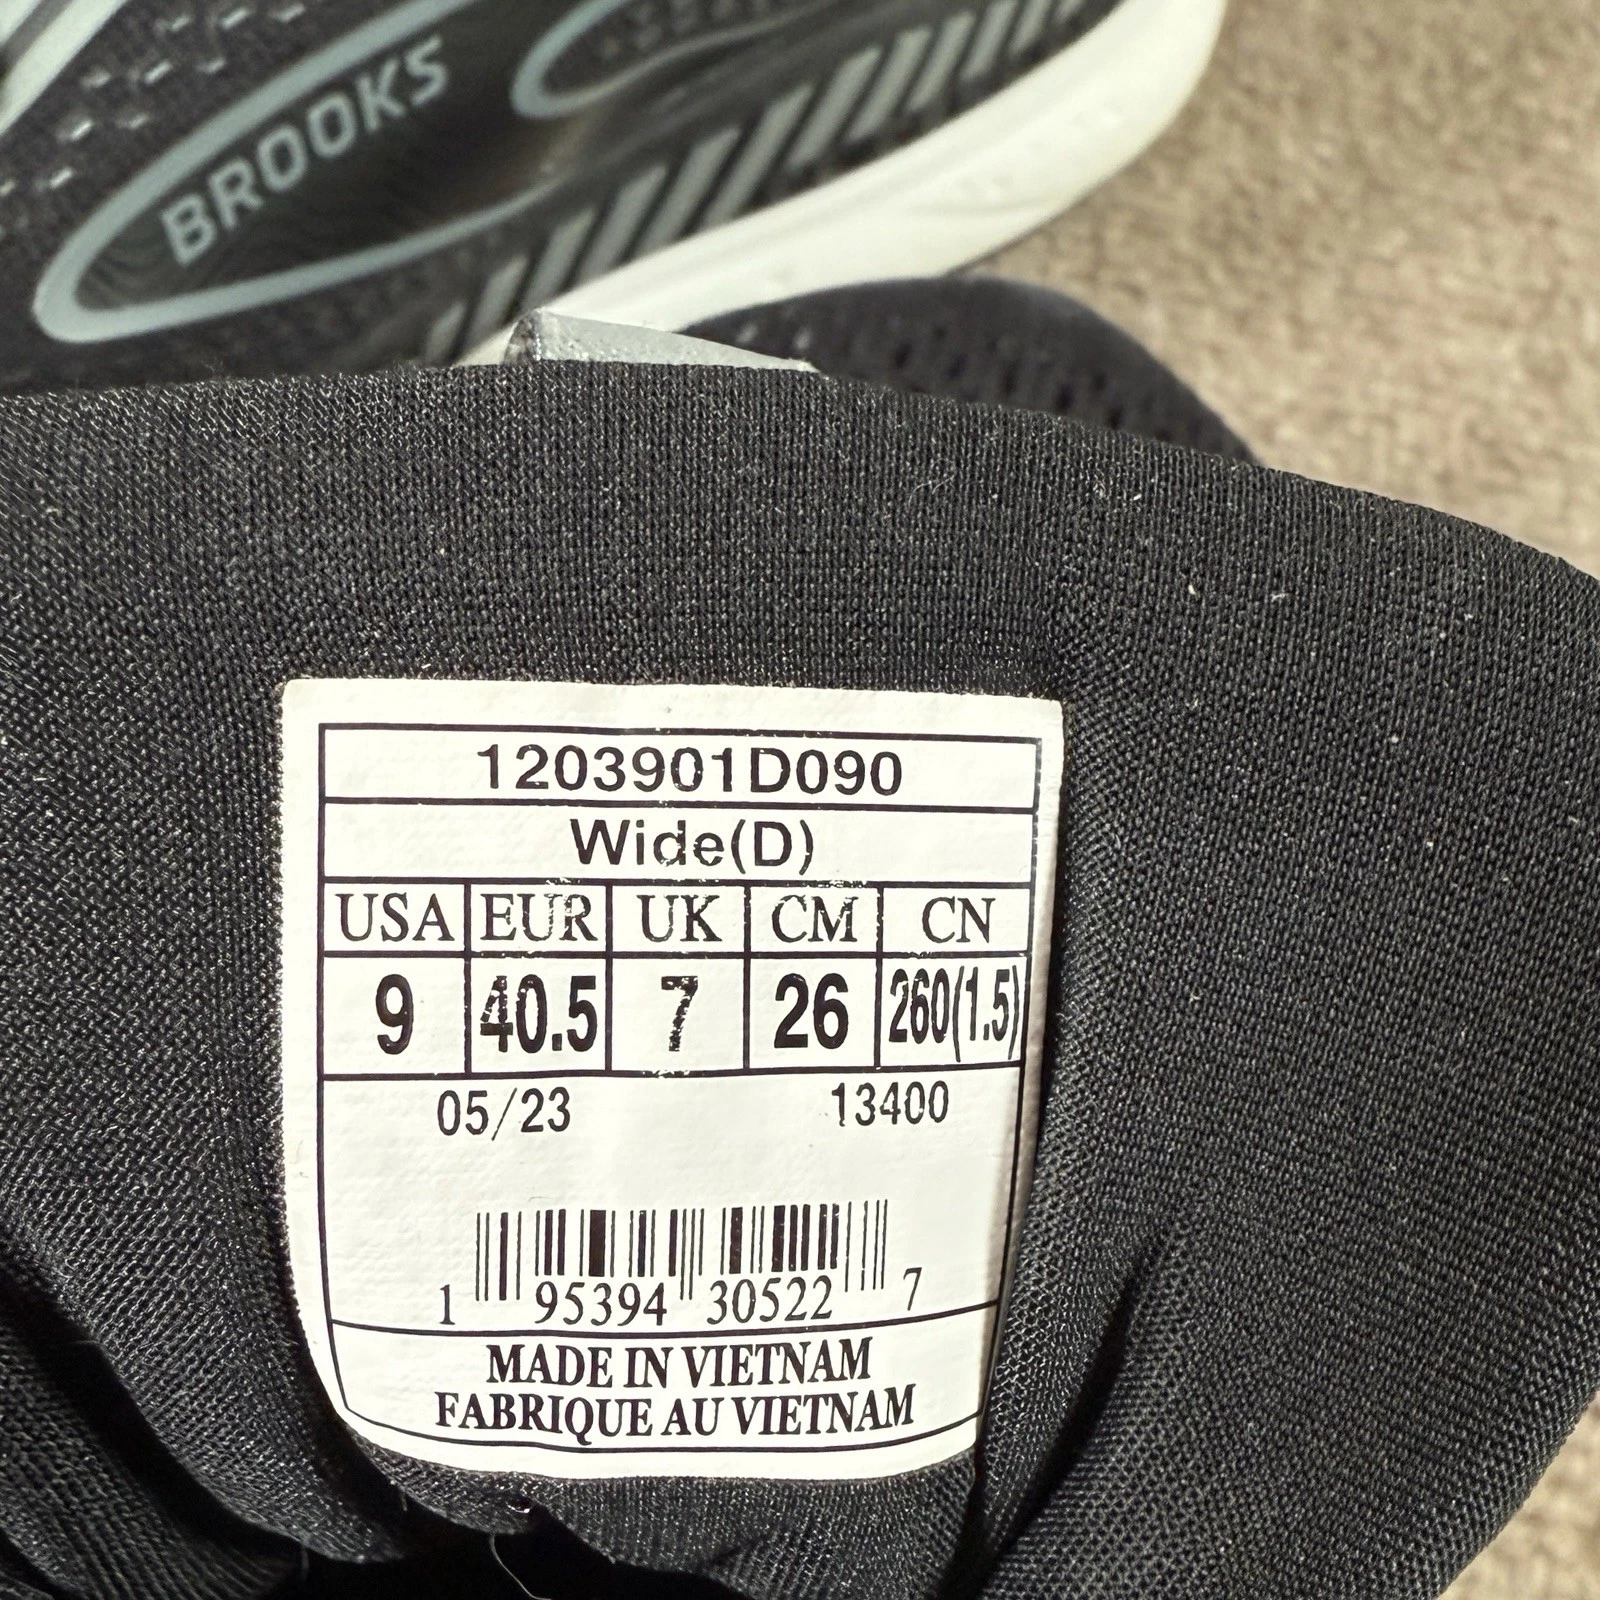 BROOKS
1203901D090
Wide(D)
USA EUR UK CM CN
9 40.5 7 26 260(1.5)
05/23 13400
1 95394 30522 7
MADE IN VIETNAM
FABRIQUE AU VIETNAM